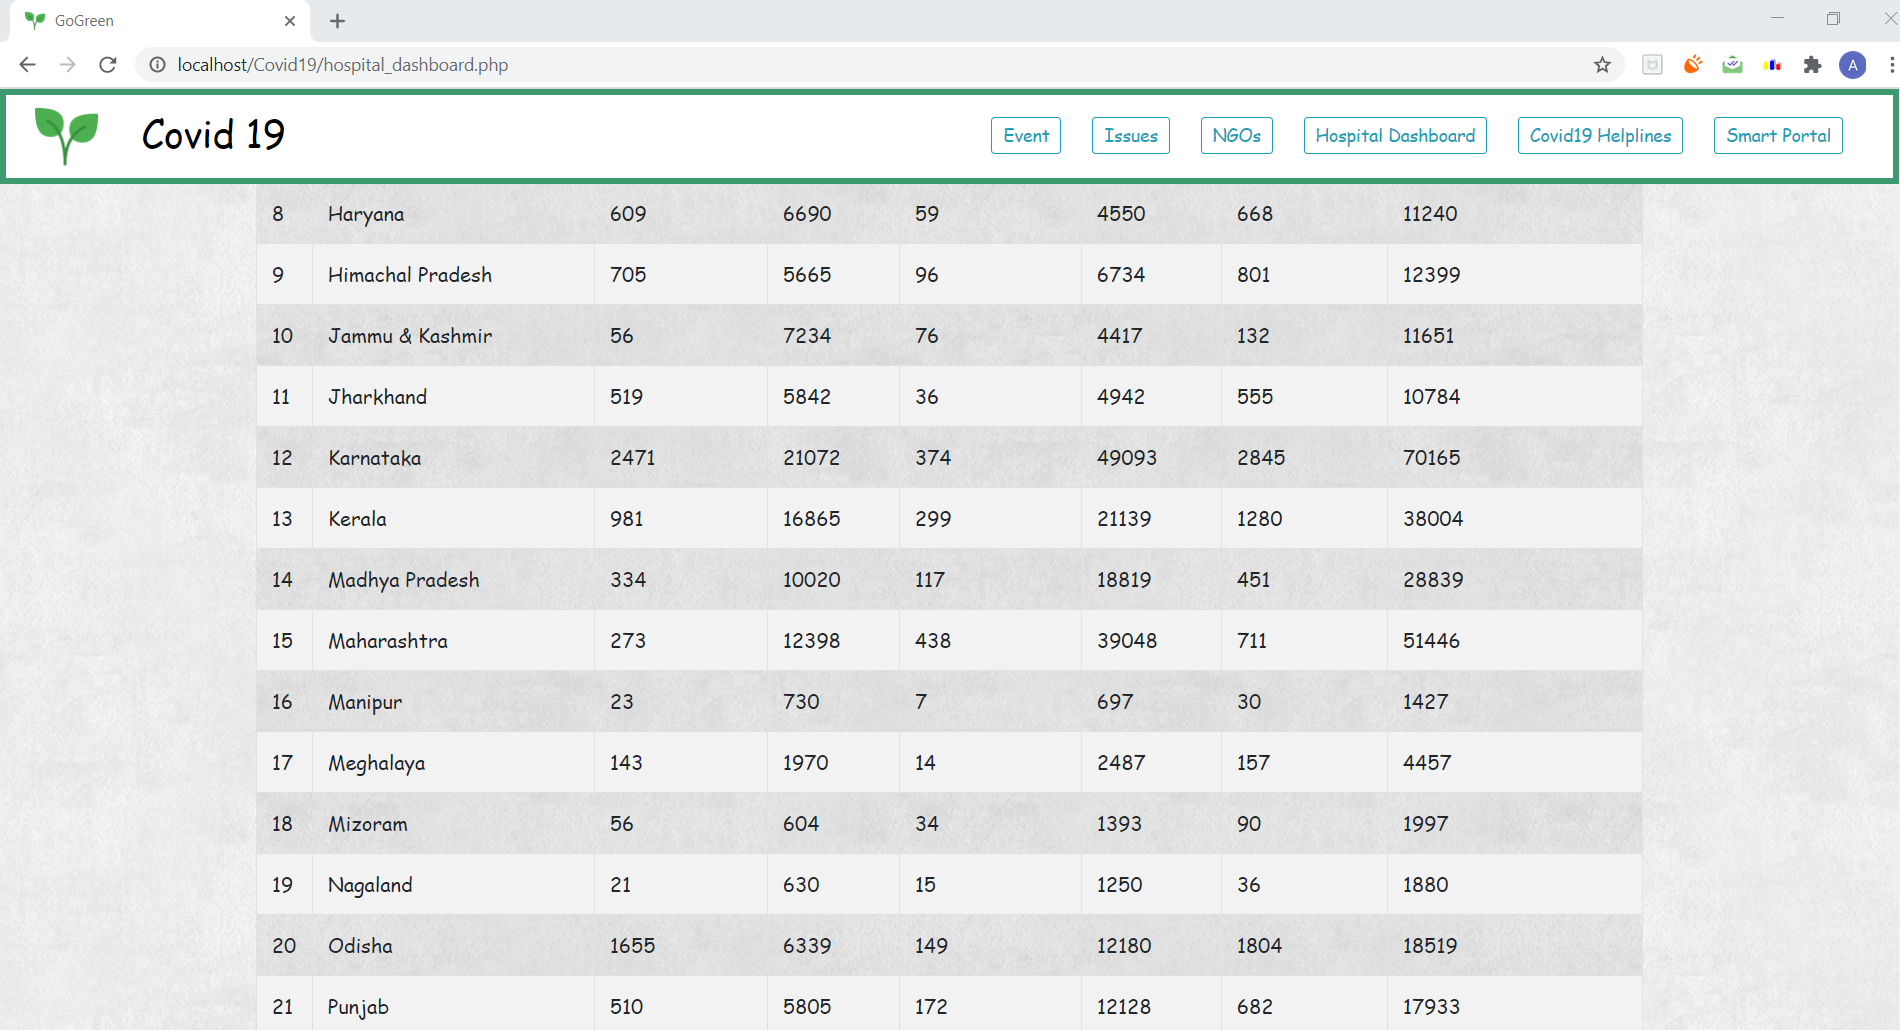 GoGreen
localhost/Covid19/hospital_dashboard.php
A
Covid 19 Event Issues NGOs Hospital Dashboard Covid19 Helplines Smart Portal
8 Haryana 609 6690 59 4550 668 11240
9 Himachal Pradesh 705 5665 96 6734 801 12399
10 Jammu & Kashmir 56 7234 76 4417 132 11651
11 Jharkhand 519 5842 36 4942 555 10784
12 Karnataka 2471 21072 374 49093 2845 70165
13 Kerala 981 16865 299 21139 1280 38004
14 Madhya Pradesh 334 10020 117 18819 451 28839
15 Maharashtra 273 12398 438 39048 711 51446
16 Manipur 23 730 7 697 30 1427
17 Meghalaya 143 1970 14 2487 157 4457
18 Mizoram 56 604 34 1393 90 1997
19 Nagaland 21 630 15 1250 36 1880
20 Odisha 1655 6339 149 12180 1804 18519
21 Punjab 510 5805 172 12128 682 17933